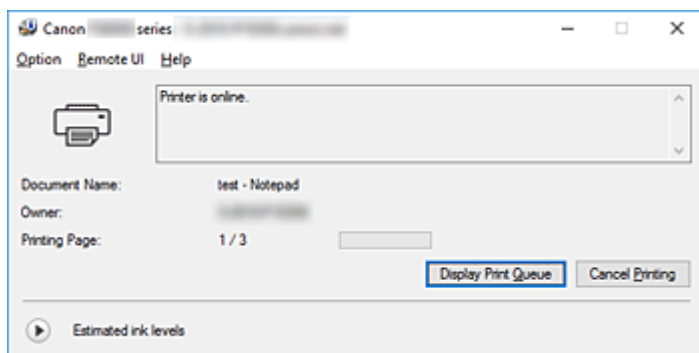 Canon series
Option Remote UI Help
Printer is online.
Document Name: test - Notepad
Owner:
Printing Page: 1 / 3
Display Print Queue Cancel Printing
Estimated ink levels